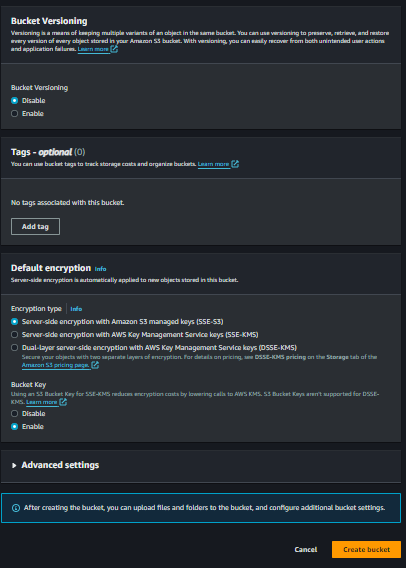 Bucket Versioning
Versioning is a means of keeping multiple variants of an object in the same bucket. You can use versioning to preserve, retrieve, and restore
every version of every object stored in your Amazon S3 bucket. With versioning, you can easily recover from both unintended user actions
and application failures. Learn more
Bucket Versioning
Disable
Enable
Tags - optional (0)
You can use bucket tags to track storage costs and organize buckets. Learn more
No tags associated with this bucket.
Add tag
Default encryption Info
Server-side encryption is automatically applied to new objects stored in this bucket.
Encryption type Info
Server-side encryption with Amazon S3 managed keys (SSE-S3)
Server-side encryption with AWS Key Management Service keys (SSE-KMS)
Dual-layer server-side encryption with AWS Key Management Service keys (DSSE-KMS)
Secure your objects with two separate layers of encryption. For details on pricing, see DSSE-KMS pricing on the Storage tab of the
Amazon S3 pricing page.
Bucket Key
Using an S3 Bucket Key for SSE-KMS reduces encryption costs by lowering calls to AWS KMS. S3 Bucket Keys aren't supported for DSSE-
KMS. Learn more
Disable
Enable
Advanced settings
After creating the bucket, you can upload files and folders to the bucket, and configure additional bucket settings.
Cancel
Create bucket